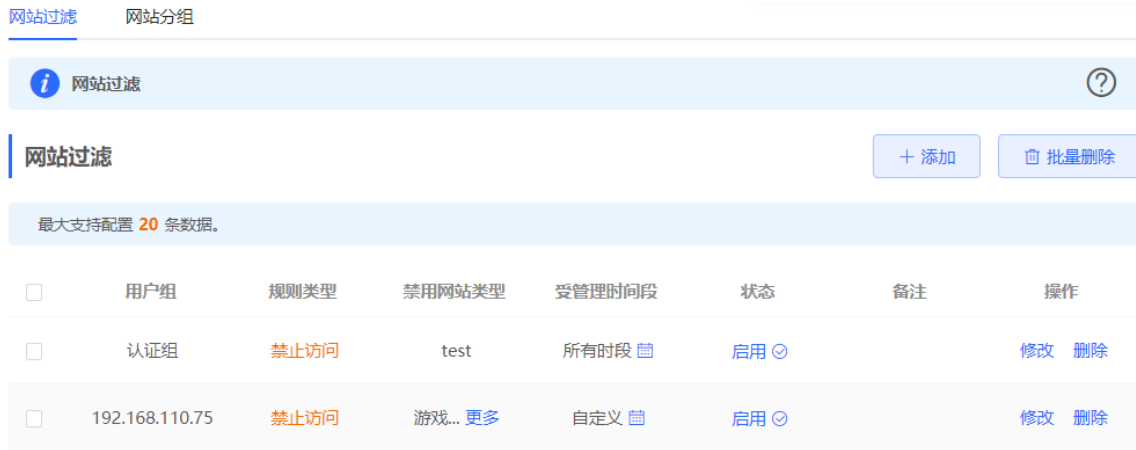 网站过滤 网站分组
网站过滤
网站过滤 添加 批量删除
最大支持配置 20 条数据。
用户组 规则类型 禁用网站类型 受管理时间段 状态 备注 操作
认证组 禁止访问 test 所有时段 启用 修改 删除
192.168.110.75 禁止访问 游戏... 更多 自定义 启用 修改 删除